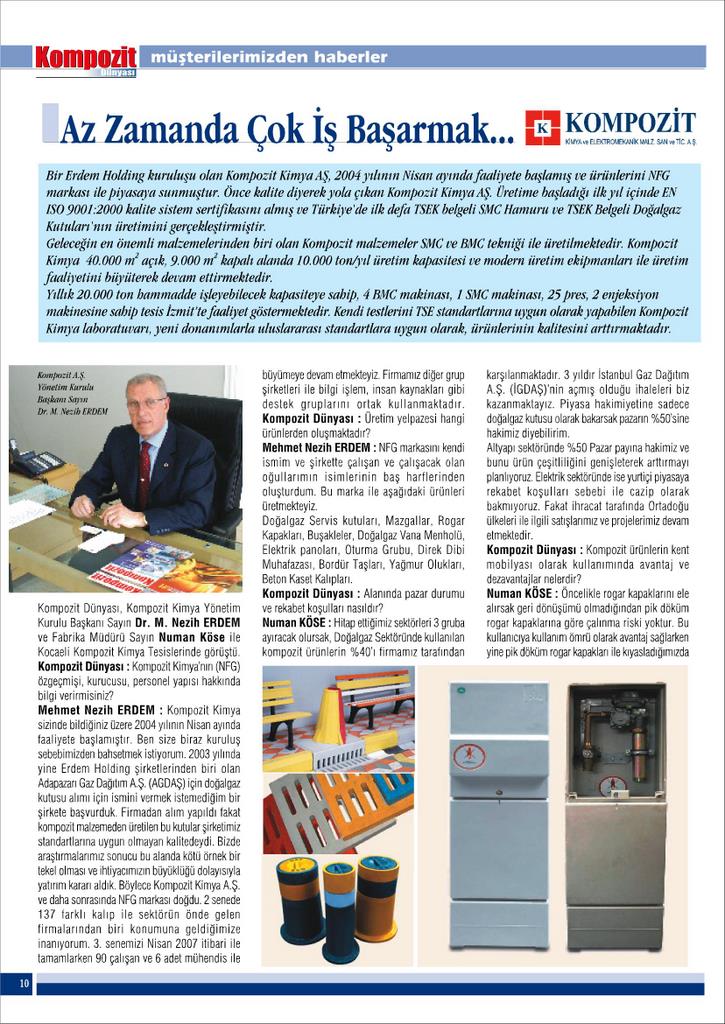 Kompozit
Dünyası
müşterilerimizden haberler
Az Zamanda Çok İş Başarmak...
K
KOMPOZİT
KİMYA ve ELEKTROMEKANİK MALZ. SAN ve TİC. A.Ş.
Bir Erdem Holding kuruluşu olan Kompozit Kimya AŞ, 2004 yılının Nisan ayında faaliyete başlamış ve ürünlerini NFG
markası ile piyasaya sunmuştur. Önce kalite diyerek yola çıkan Kompozit Kimya AŞ. Üretime başladığı ilk yıl içinde EN
ISO 9001:2000 kalite sistem sertifikasını almış ve Türkiye'de ilk defa TSEK belgeli SMC Hamuru ve TSEK Belgeli Doğalgaz
Kutuları'nın üretimini gerçekleştirmiştir.
Geleceğin en önemli malzemelerinden biri olan Kompozit malzemeler SMC ve BMC tekniği ile üretilmektedir. Kompozit
Kimya 40.000 m² açık, 9.000 m² kapalı alanda 10.000 ton/yıl üretim kapasitesi ve modern üretim ekipmanları ile üretim
faaliyetini büyüterek devam ettirmektedir.
Yıllık 20.000 ton hammadde işleyebilecek kapasiteye sahip, 4 BMC makinası, 1 SMC makinası, 25 pres, 2 enjeksiyon
makinesine sahip tesis İzmit'te faaliyet göstermektedir. Kendi testlerini TSE standartlarına uygun olarak yapabilen Kompozit
Kimya laboratuvarı, yeni donanımlarla uluslararası standartlara uygun olarak, ürünlerinin kalitesini arttırmaktadır.
Kompozit A.Ş.
Yönetim Kurulu
Başkanı Sayın
Dr. M. Nezih ERDEM
Kompozit Dünyası, Kompozit Kimya Yönetim
Kurulu Başkanı Sayın Dr. M. Nezih ERDEM
ve Fabrika Müdürü Sayın Numan Köse ile
Kocaeli Kompozit Kimya Tesislerinde görüştü.
Kompozit Dünyası : Kompozit Kimya'nın (NFG)
özgeçmişi, kurucusu, personel yapısı hakkında
bilgi verirmisiniz?
Mehmet Nezih ERDEM : Kompozit Kimya
sizinde bildiğiniz üzere 2004 yılının Nisan ayında
faaliyete başlamıştır. Ben size biraz kuruluş
sebebimizden bahsetmek istiyorum. 2003 yılında
yine Erdem Holding şirketlerinden biri olan
Adapazarı Gaz Dağıtım A.Ş. (AGDAŞ) için doğalgaz
kutusu alımı için ismini vermek istemediğim bir
şirkete başvurduk. Firmadan alım yapıldı fakat
kompozit malzemeden üretilen bu kutular şirketimiz
standartlarına uygun olmayan kalitedeydi. Bizde
araştırmalarımız sonucu bu alanda kötü örnek bir
tekel olması ve ihtiyacımızın büyüklüğü dolayısıyla
yatırım kararı aldık. Böylece Kompozit Kimya A.Ş.
ve daha sonrasında NFG markası doğdu. 2 senede
137 farklı kalıp ile sektörün önde gelen
firmalarından biri konumuna geldiğimize
inanıyorum. 3. senemizi Nisan 2007 itibari ile
tamamlarken 90 çalışan ve 6 adet mühendis ile
büyümeye devam etmekteyiz. Firmamız diğer grup
şirketleri ile bilgi işlem, insan kaynakları gibi
destek gruplarını ortak kullanmaktadır.
Kompozit Dünyası : Üretim yelpazesi hangi
ürünlerden oluşmaktadır?
Mehmet Nezih ERDEM : NFG markasını kendi
ismim ve şirkette çalışan ve çalışacak olan
oğullarımın isimlerinin baş harflerinden
oluşturdum. Bu marka ile aşağıdaki ürünleri
üretmekteyiz.
Doğalgaz Servis kutuları, Mazgallar, Rogar
Kapakları, Buşakleler, Doğalgaz Vana Menholü,
Elektrik panoları, Oturma Grubu, Direk Dibi
Muhafazası, Bordür Taşları, Yağmur Olukları,
Beton Kaset Kalıpları.
Kompozit Dünyası : Alanında pazar durumu
ve rekabet koşulları nasıldır?
Numan KÖSE : Hitap ettiğimiz sektörleri 3 gruba
ayıracak olursak, Doğalgaz Sektöründe kullanılan
kompozit ürünlerin %40'ı firmamız tarafından
karşılanmaktadır. 3 yıldır İstanbul Gaz Dağıtım
A.Ş. (İGDAŞ)'nin açmış olduğu ihaleleri biz
kazanmaktayız. Piyasa hakimiyetine sadece
doğalgaz kutusu olarak bakarsak pazarın %50'sine
hakimiz diyebilirim.
Altyapı sektöründe %50 Pazar payına hakimiz ve
bunu ürün çeşitliliğini genişleterek arttırmayı
planlıyoruz. Elektrik sektöründe ise yurtiçi piyasaya
rekabet koşulları sebebi ile cazip olarak
bakmıyoruz. Fakat ihracat tarafında Ortadoğu
ülkeleri ile ilgili satışlarımız ve projelerimiz devam
etmektedir.
Kompozit Dünyası : Kompozit ürünlerin kent
mobilyası olarak kullanımında avantaj ve
dezavantajlar nelerdir?
Numan KÖSE : Öncelikle rogar kapaklarını ele
alırsak geri dönüşümü olmadığından pik döküm
rogar kapaklarına göre çalınma riski yoktur. Bu
kullanıcıya kullanım ömrü olarak avantaj sağlarken
yine pik döküm rogar kapakları ile kıyasladığımızda
10